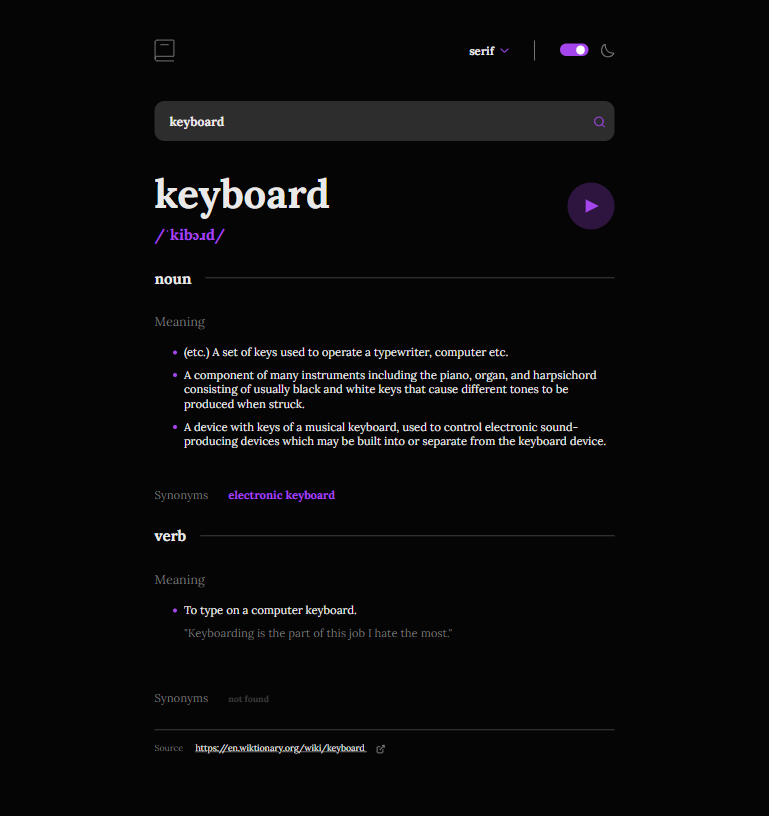 serif
keyboard
keyboard
/ˈkibɔɹd/
noun
Meaning
(etc.) A set of keys used to operate a typewriter, computer etc.
A component of many instruments including the piano, organ, and harpsichord
consisting of usually black and white keys that cause different tones to be
produced when struck.
A device with keys of a musical keyboard, used to control electronic sound-
producing devices which may be built into or separate from the keyboard device.
Synonyms electronic keyboard
verb
Meaning
To type on a computer keyboard.
"Keyboarding is the part of this job I hate the most."
Synonyms not found
Source https://en.wiktionary.org/wiki/keyboard